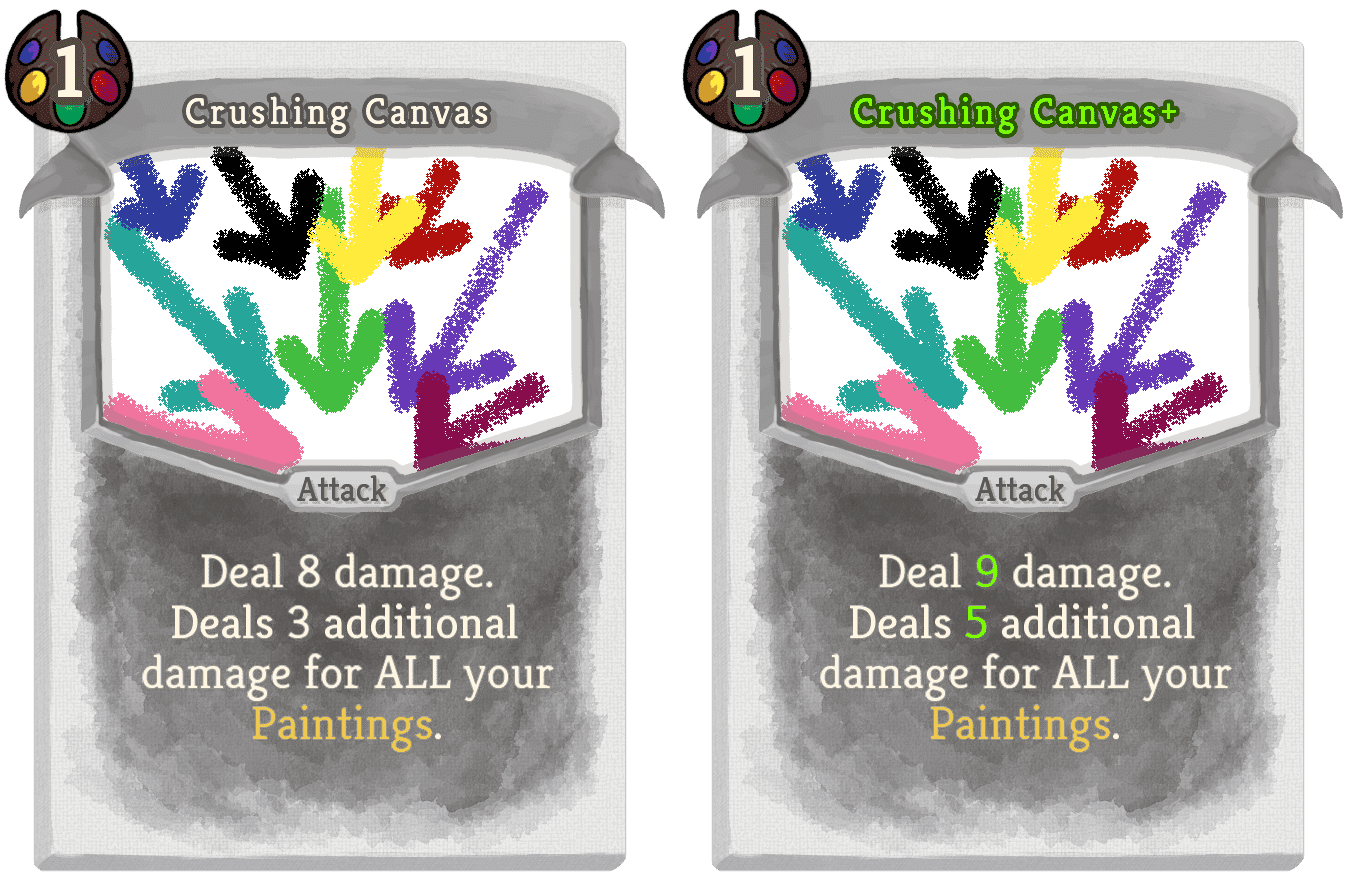 1
Crushing Canvas
Attack
Deal 8 damage.
Deals 3 additional
damage for ALL your
Paintings.
1
Crushing Canvas+
Attack
Deal 9 damage.
Deals 5 additional
damage for ALL your
Paintings.